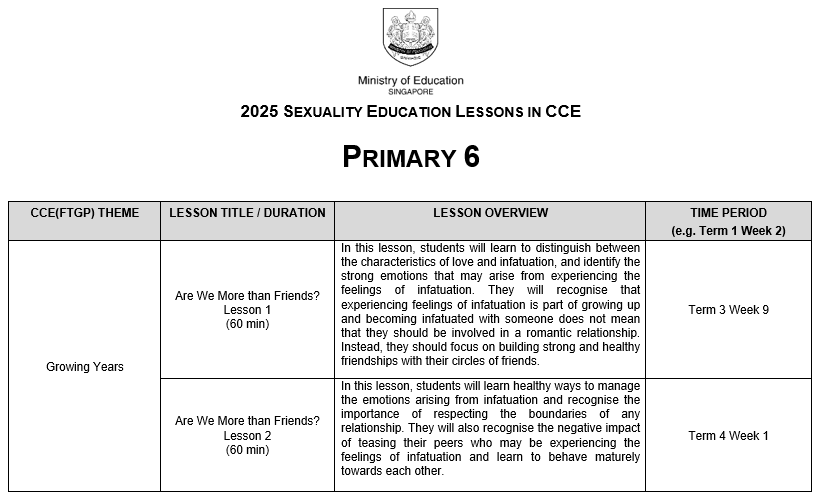 Ministry of Education
SINGAPORE
2025 SEXUALITY EDUCATION LESSONS IN CCE
PRIMARY 6
CCE(FTGP) THEME
LESSON TITLE / DURATION
LESSON OVERVIEW
TIME PERIOD
(e.g. Term 1 Week 2)
Growing Years
Are We More than Friends?
Lesson 1
(60 min)
In this lesson, students will learn to distinguish between
the characteristics of love and infatuation, and identify the
strong emotions that may arise from experiencing the
feelings of infatuation. They will recognise that
experiencing feelings of infatuation is part of growing up
and becoming infatuated with someone does not mean
that they should be involved in a romantic relationship.
Instead, they should focus on building strong and healthy
friendships with their circles of friends.
Term 3 Week 9
Are We More than Friends?
Lesson 2
(60 min)
In this lesson, students will learn healthy ways to manage
the emotions arising from infatuation and recognise the
importance of respecting the boundaries of any
relationship. They will also recognise the negative impact
of teasing their peers who may be experiencing the
feelings of infatuation and learn to behave maturely
towards each other.
Term 4 Week 1